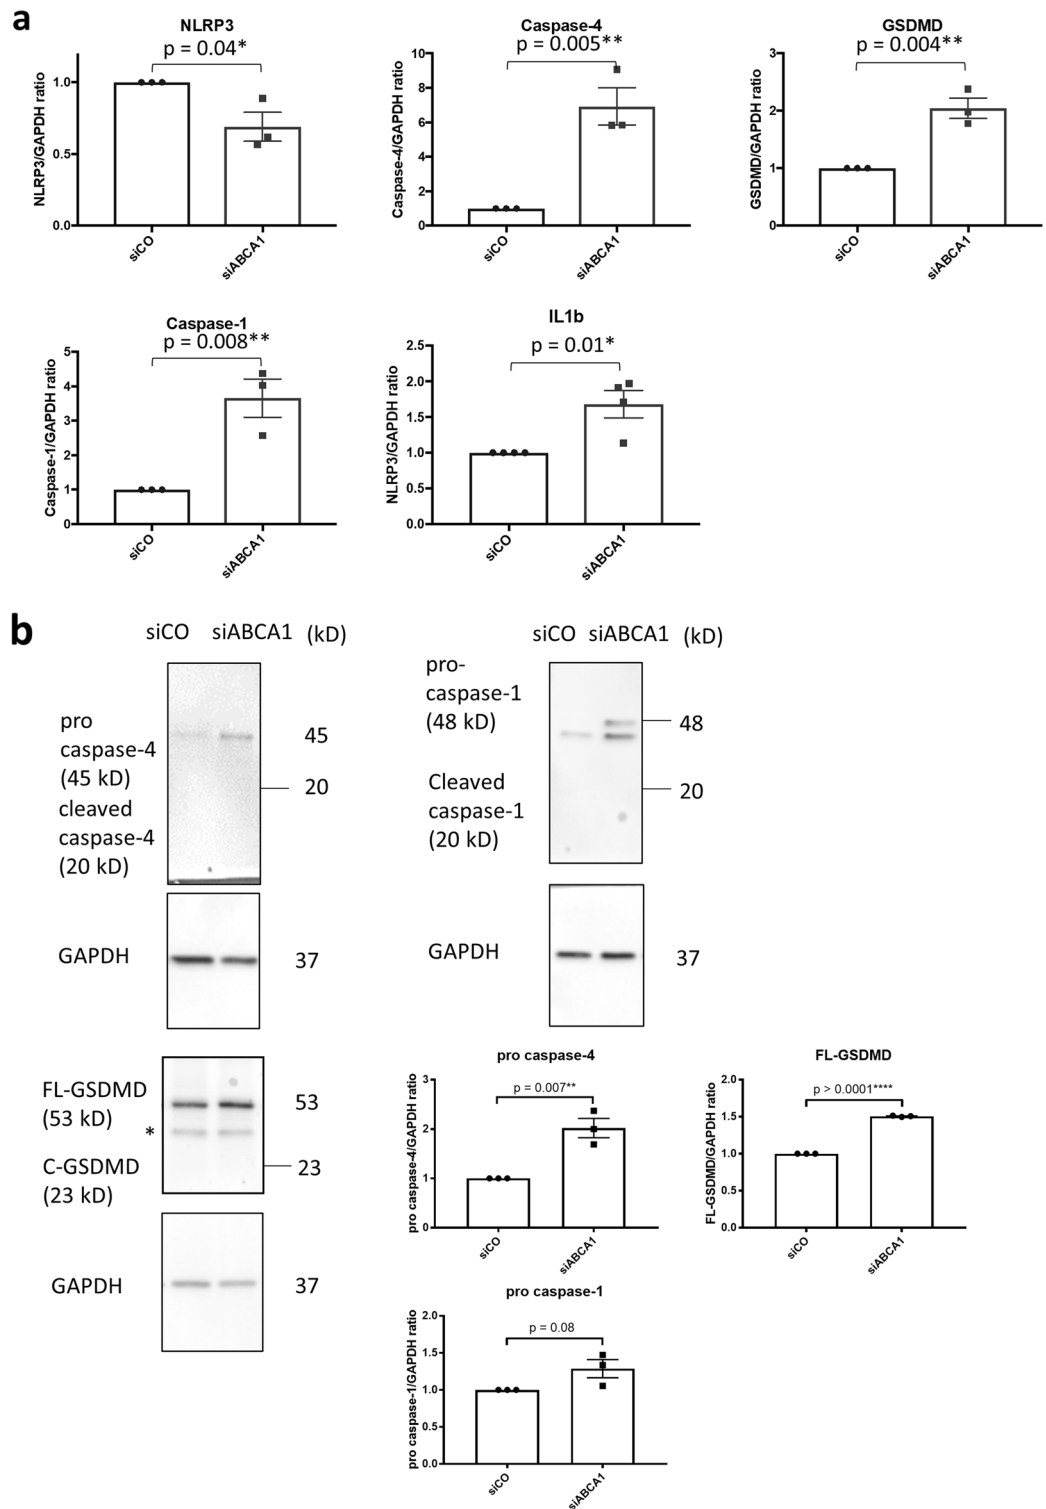 a
NLRP3
p = 0.04*
NLRP3/GAPDH ratio
1.0
0.5
0.0
siCO
siABCA1
Caspase-4
p = 0.005**
Caspase-4/GAPDH ratio
10
8
6
4
2
0
siCO
siABCA1
GSDMD
p = 0.004**
GSDMD/GAPDH ratio
3
2
1
0
siCO
siABCA1
Caspase-1
p = 0.008**
Caspase-1/GAPDH ratio
5
4
3
2
1
0
siCO
siABCA1
IL1b
p = 0.01*
NLRP3/GAPDH ratio
2.5
2.0
1.5
1.0
0.5
0.0
siCO
siABCA1
b
siCO siABCA1 (kD)
pro
caspase-4
(45 kD)
cleaved
caspase-4
(20 kD)
45
20
GAPDH
37
siCO siABCA1 (kD)
pro-
caspase-1
(48 kD)
Cleaved
caspase-1
(20 kD)
48
20
GAPDH
37
FL-GSDMD
(53 kD)
*
C-GSDMD
(23 kD)
53
23
GAPDH
37
pro caspase-4
p = 0.007**
pro caspase-4/GAPDH ratio
3
2
1
0
siCO
siABCA1
FL-GSDMD
p > 0.0001****
FL-GSDMD/GAPDH ratio
2.0
1.5
1.0
0.5
0.0
siCO
siABCA1
pro caspase-1
p = 0.08
pro caspase-1/GAPDH ratio
2.0
1.5
1.0
0.5
0.0
siCO
siABCA1